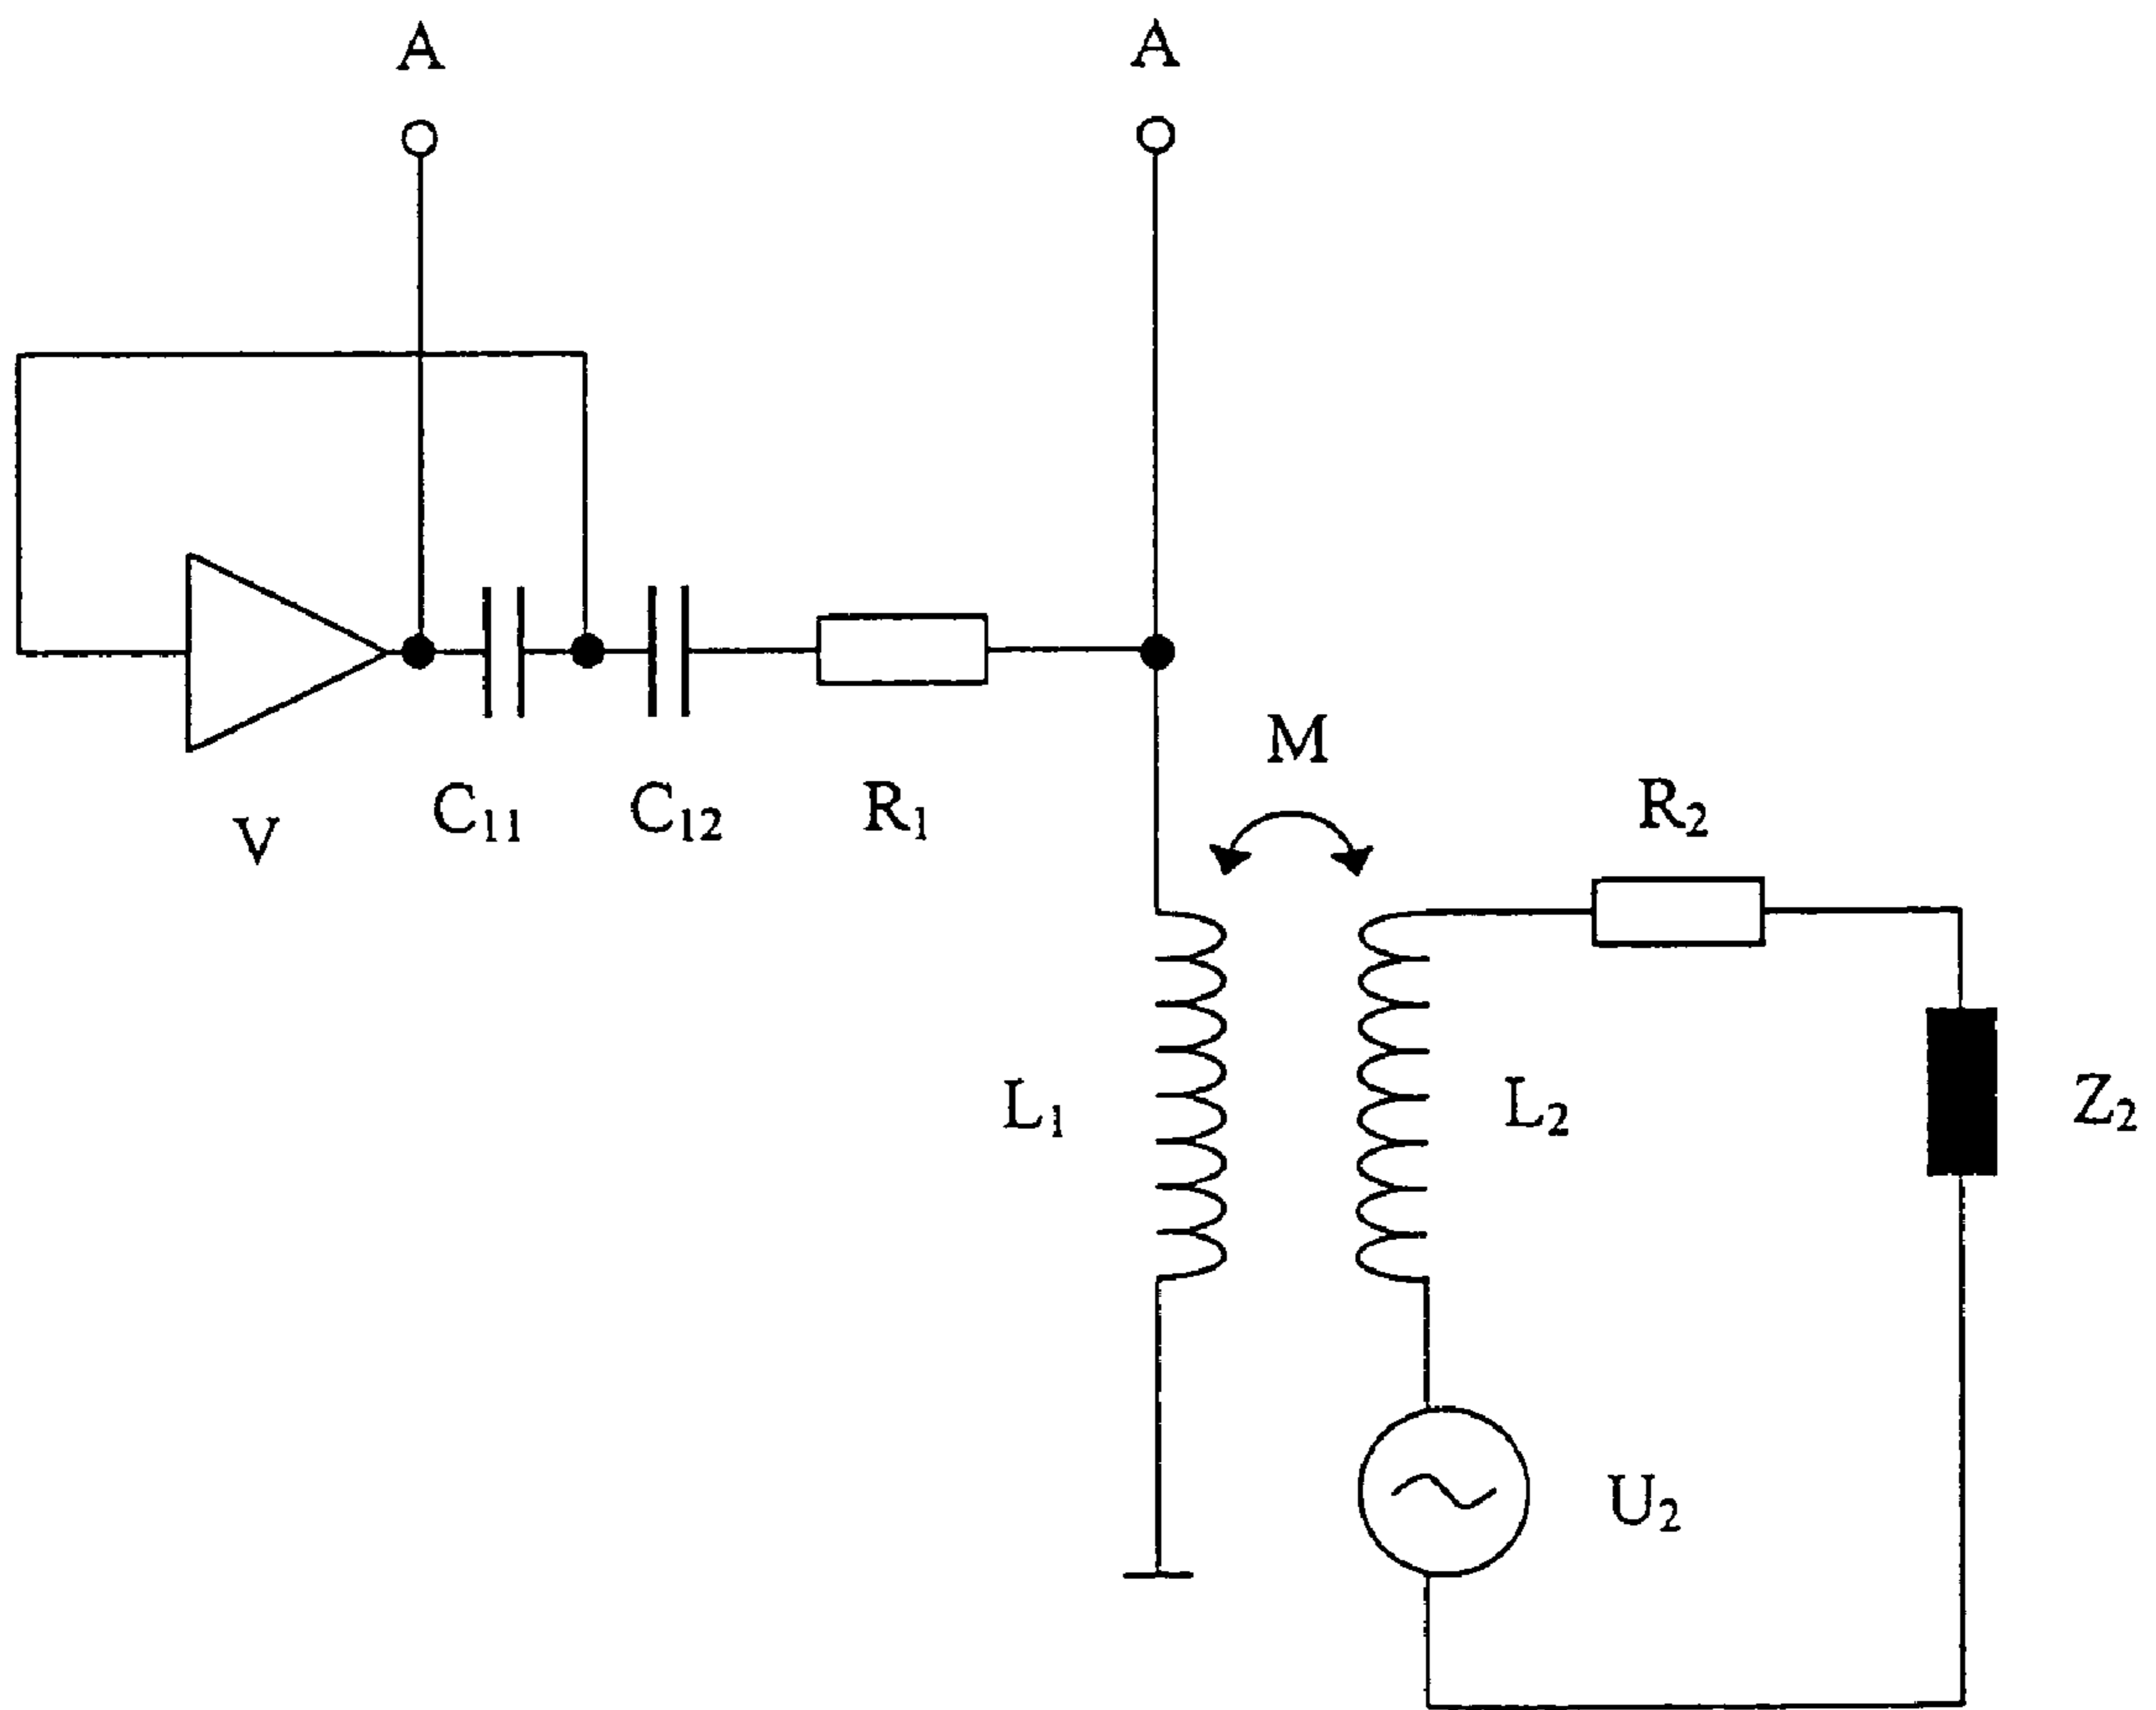 A A
M
V C₁₁ C₁₂ R₁ R₂
L₁ L₂ Z₂
U₂